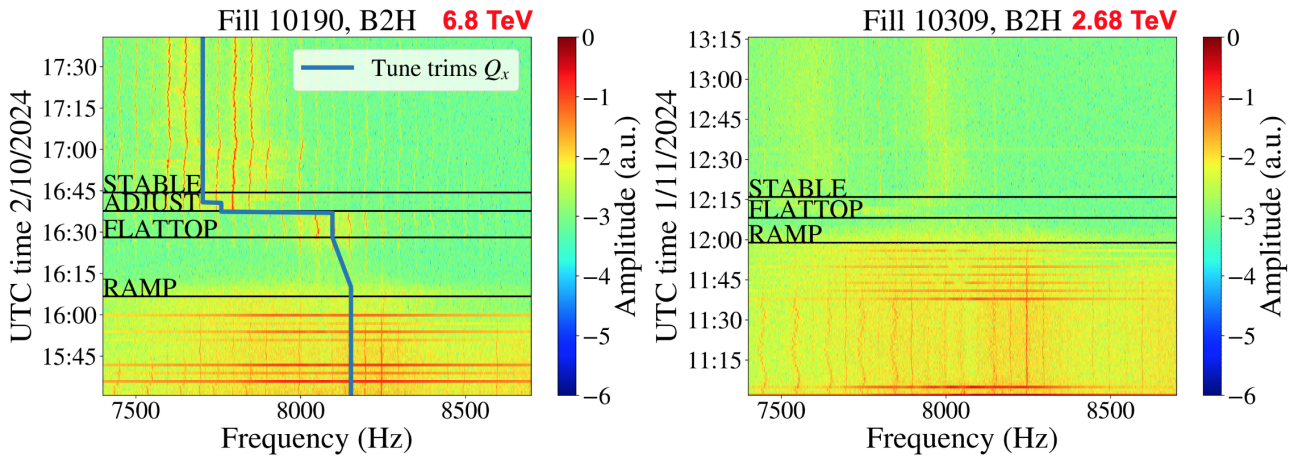 Fill 10190, B2H 6.8 TeV
Tune trims Qₓ
STABLE
ADJUST
FLATTOP
RAMP
17:30
17:15
17:00
16:45
16:30
16:15
16:00
15:45
UTC time 2/10/2024
7500
8000
8500
Frequency (Hz)
0
−1
−2
−3
−4
−5
−6
Amplitude (a.u.)
Fill 10309, B2H 2.68 TeV
STABLE
FLATTOP
RAMP
13:15
13:00
12:45
12:30
12:15
12:00
11:45
11:30
11:15
UTC time 1/11/2024
7500
8000
8500
Frequency (Hz)
0
−1
−2
−3
−4
−5
−6
Amplitude (a.u.)